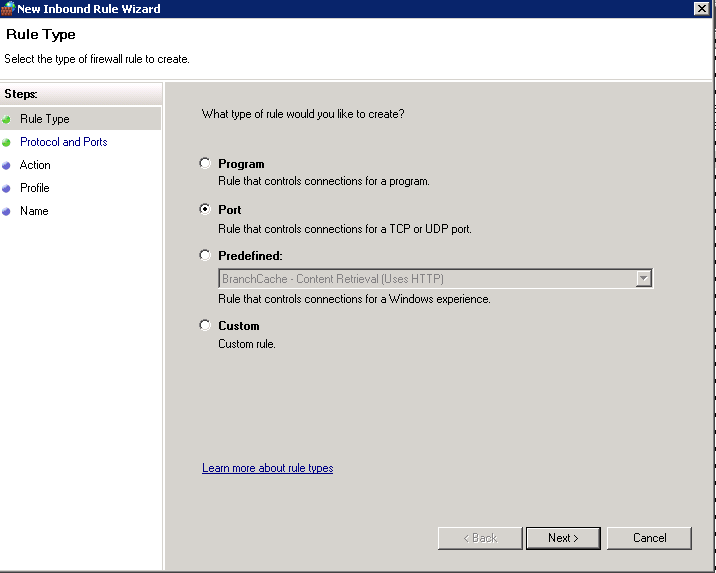 New Inbound Rule Wizard
Rule Type
Select the type of firewall rule to create.
Steps:
Rule Type
Protocol and Ports
Action
Profile
Name
What type of rule would you like to create?
Program
Rule that controls connections for a program.
Port
Rule that controls connections for a TCP or UDP port.
Predefined:
BranchCache - Content Retrieval (Uses HTTP)
Rule that controls connections for a Windows experience.
Custom
Custom rule.
Learn more about rule types
< Back Next > Cancel